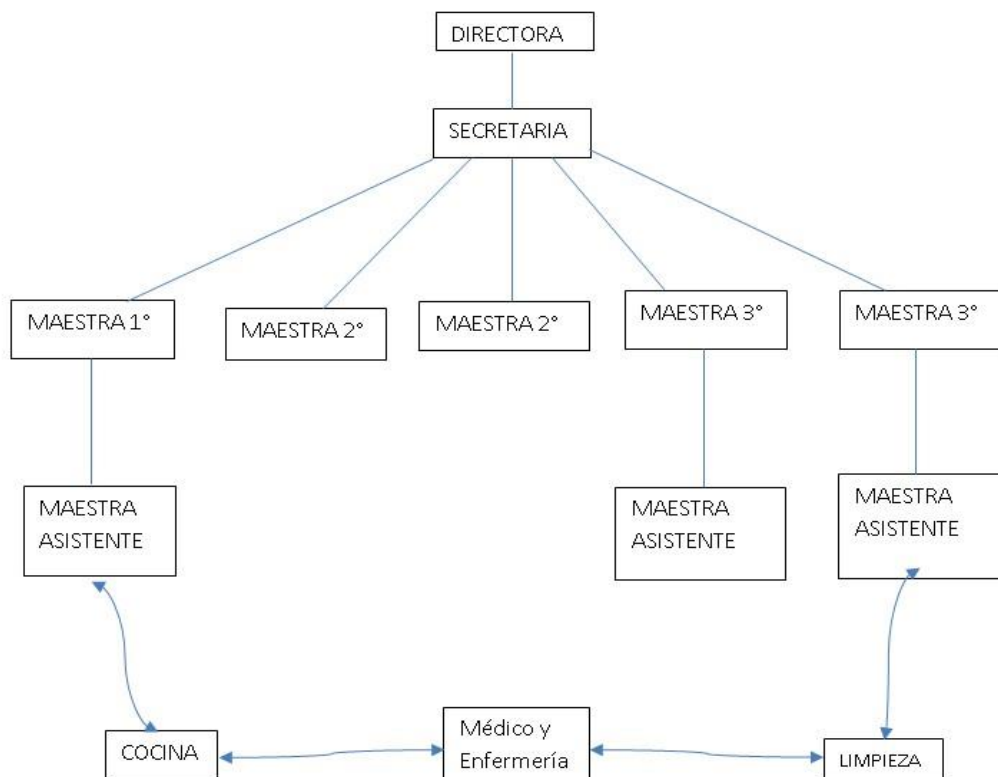 DIRECTORA
SECRETARIA
MAESTRA 1°
MAESTRA 2°
MAESTRA 2°
MAESTRA 3°
MAESTRA 3°
MAESTRA
ASISTENTE
MAESTRA
ASISTENTE
MAESTRA
ASISTENTE
COCINA
Médico y
Enfermería
LIMPIEZA